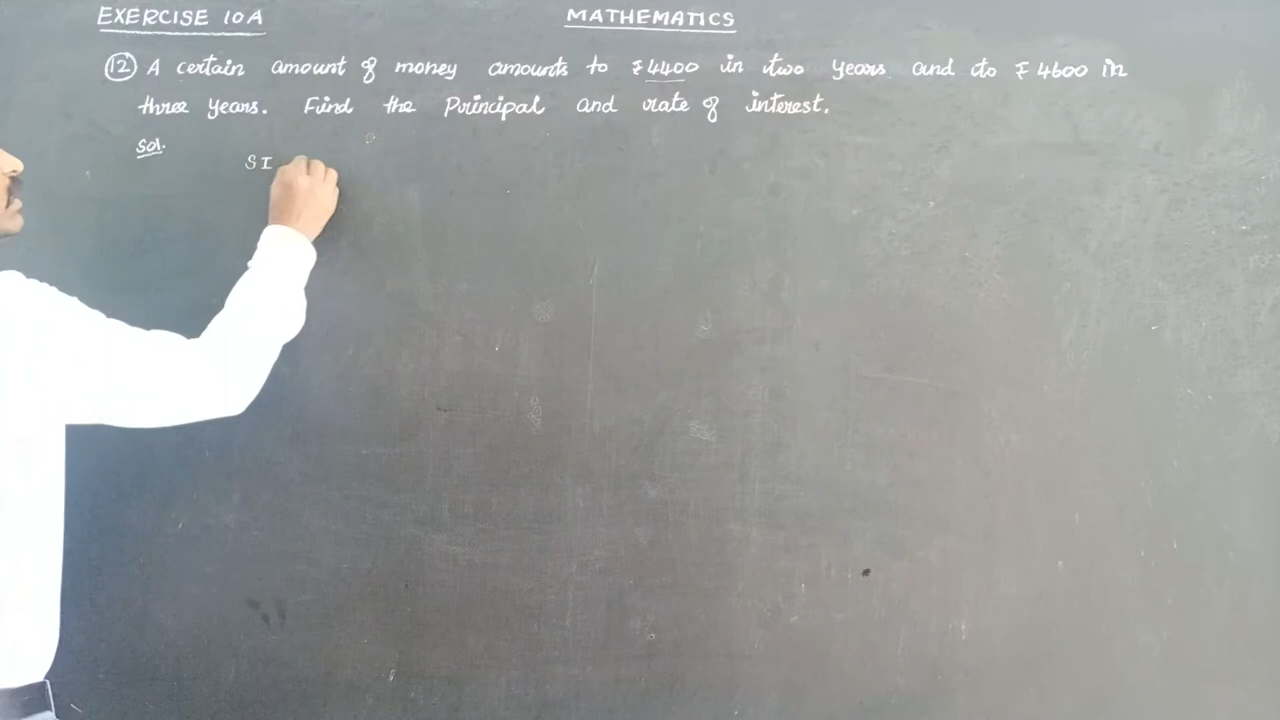 EXERCISE 10A
MATHEMATICS
12 A certain amount of money amounts to ₹4400 in two years and to ₹4600 in
three years. Find the Principal and rate of interest.
Sol.
SI